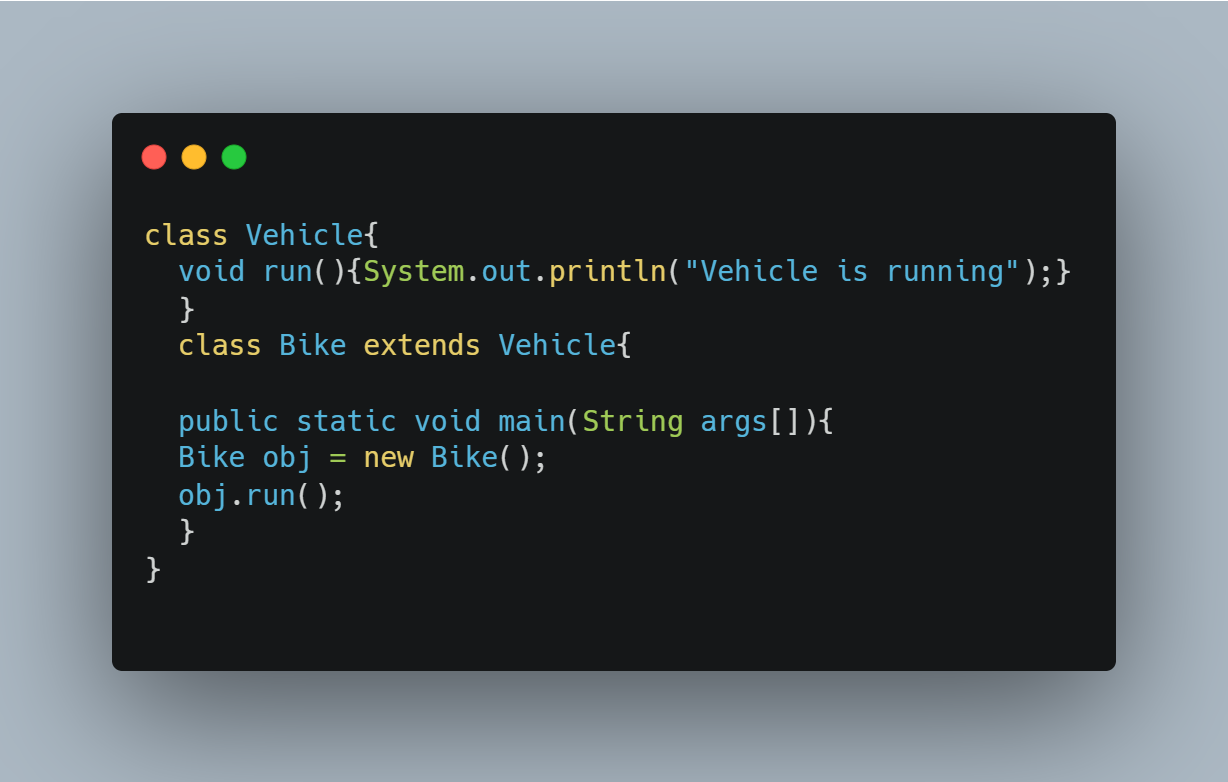 class Vehicle{
  void run(){System.out.println("Vehicle is running");}
  }
  class Bike extends Vehicle{

  public static void main(String args[]){
  Bike obj = new Bike();
  obj.run();
  }
}